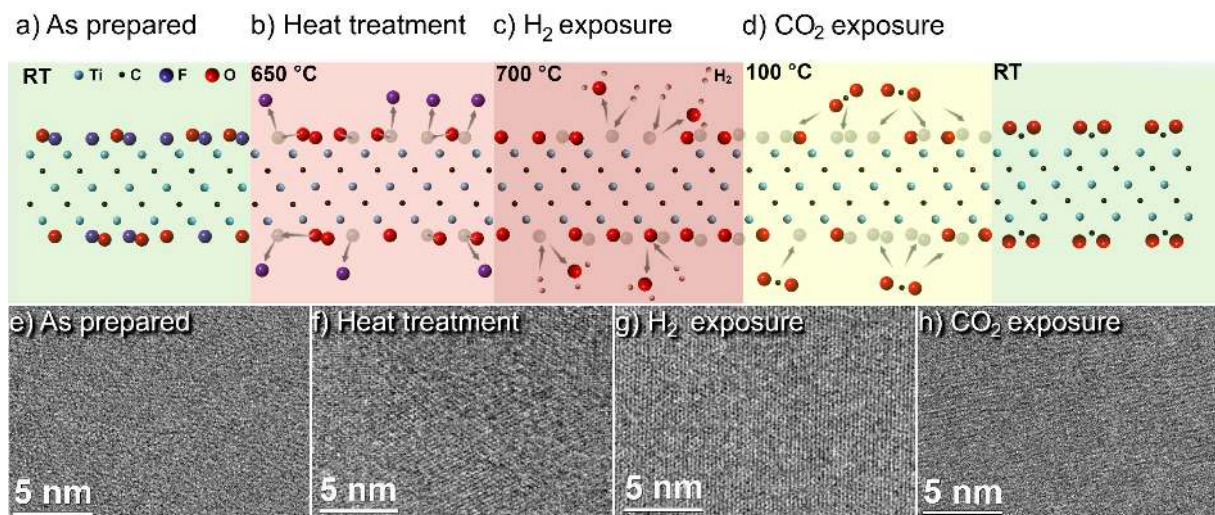 a) As prepared
b) Heat treatment
c) H₂ exposure
d) CO₂ exposure
RT Ti C F O
650 °C
700 °C
H₂
100 °C
RT
e) As prepared
f) Heat treatment
g) H₂ exposure
h) CO₂ exposure
5 nm
5 nm
5 nm
5 nm